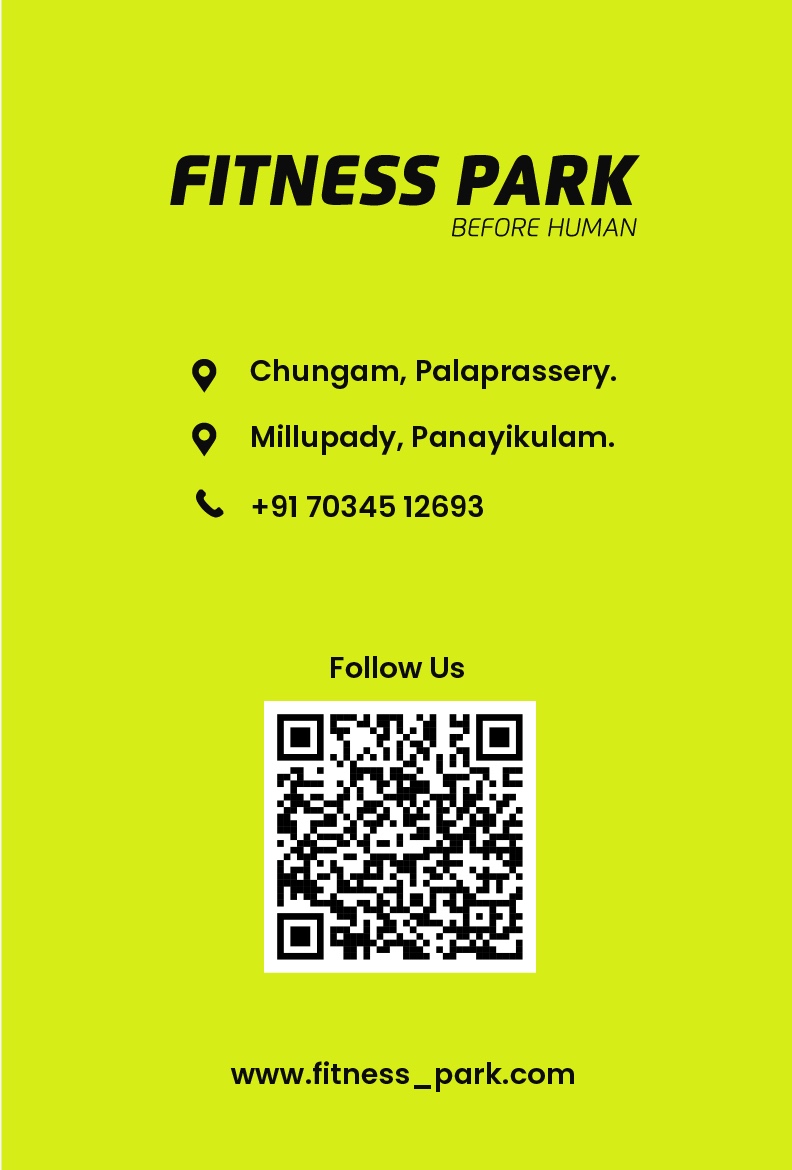 FITNESS PARK
BEFORE HUMAN
Chungam, Palaprassery.
Millupady, Panayikulam.
+91 70345 12693
Follow Us
www.fitness_park.com